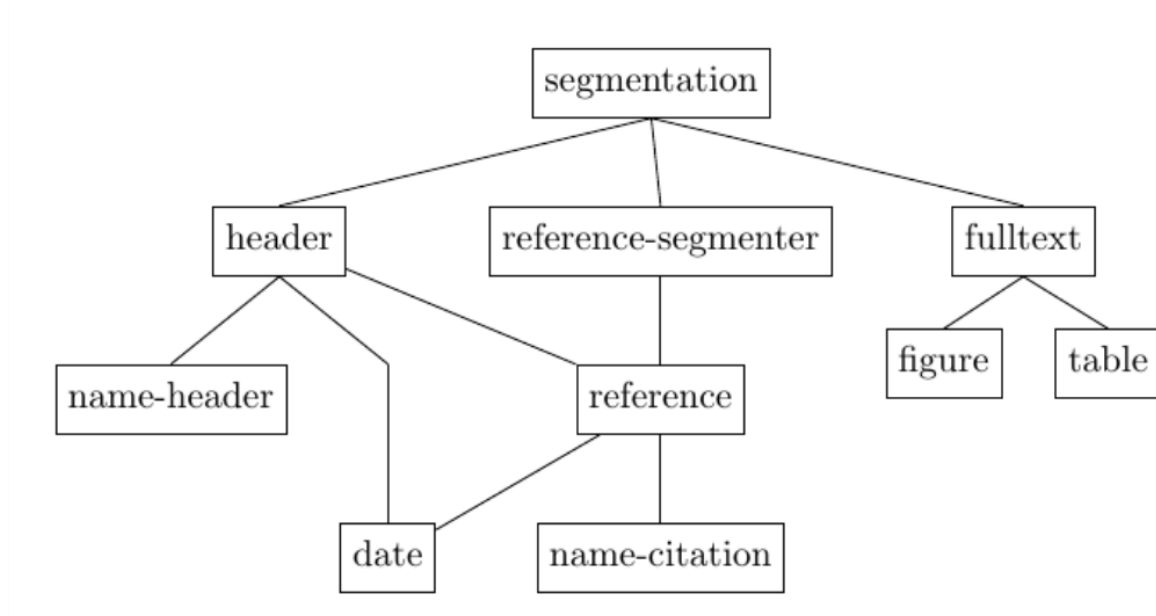 segmentation
header
reference-segmenter
fulltext
figure
table
name-header
reference
date
name-citation